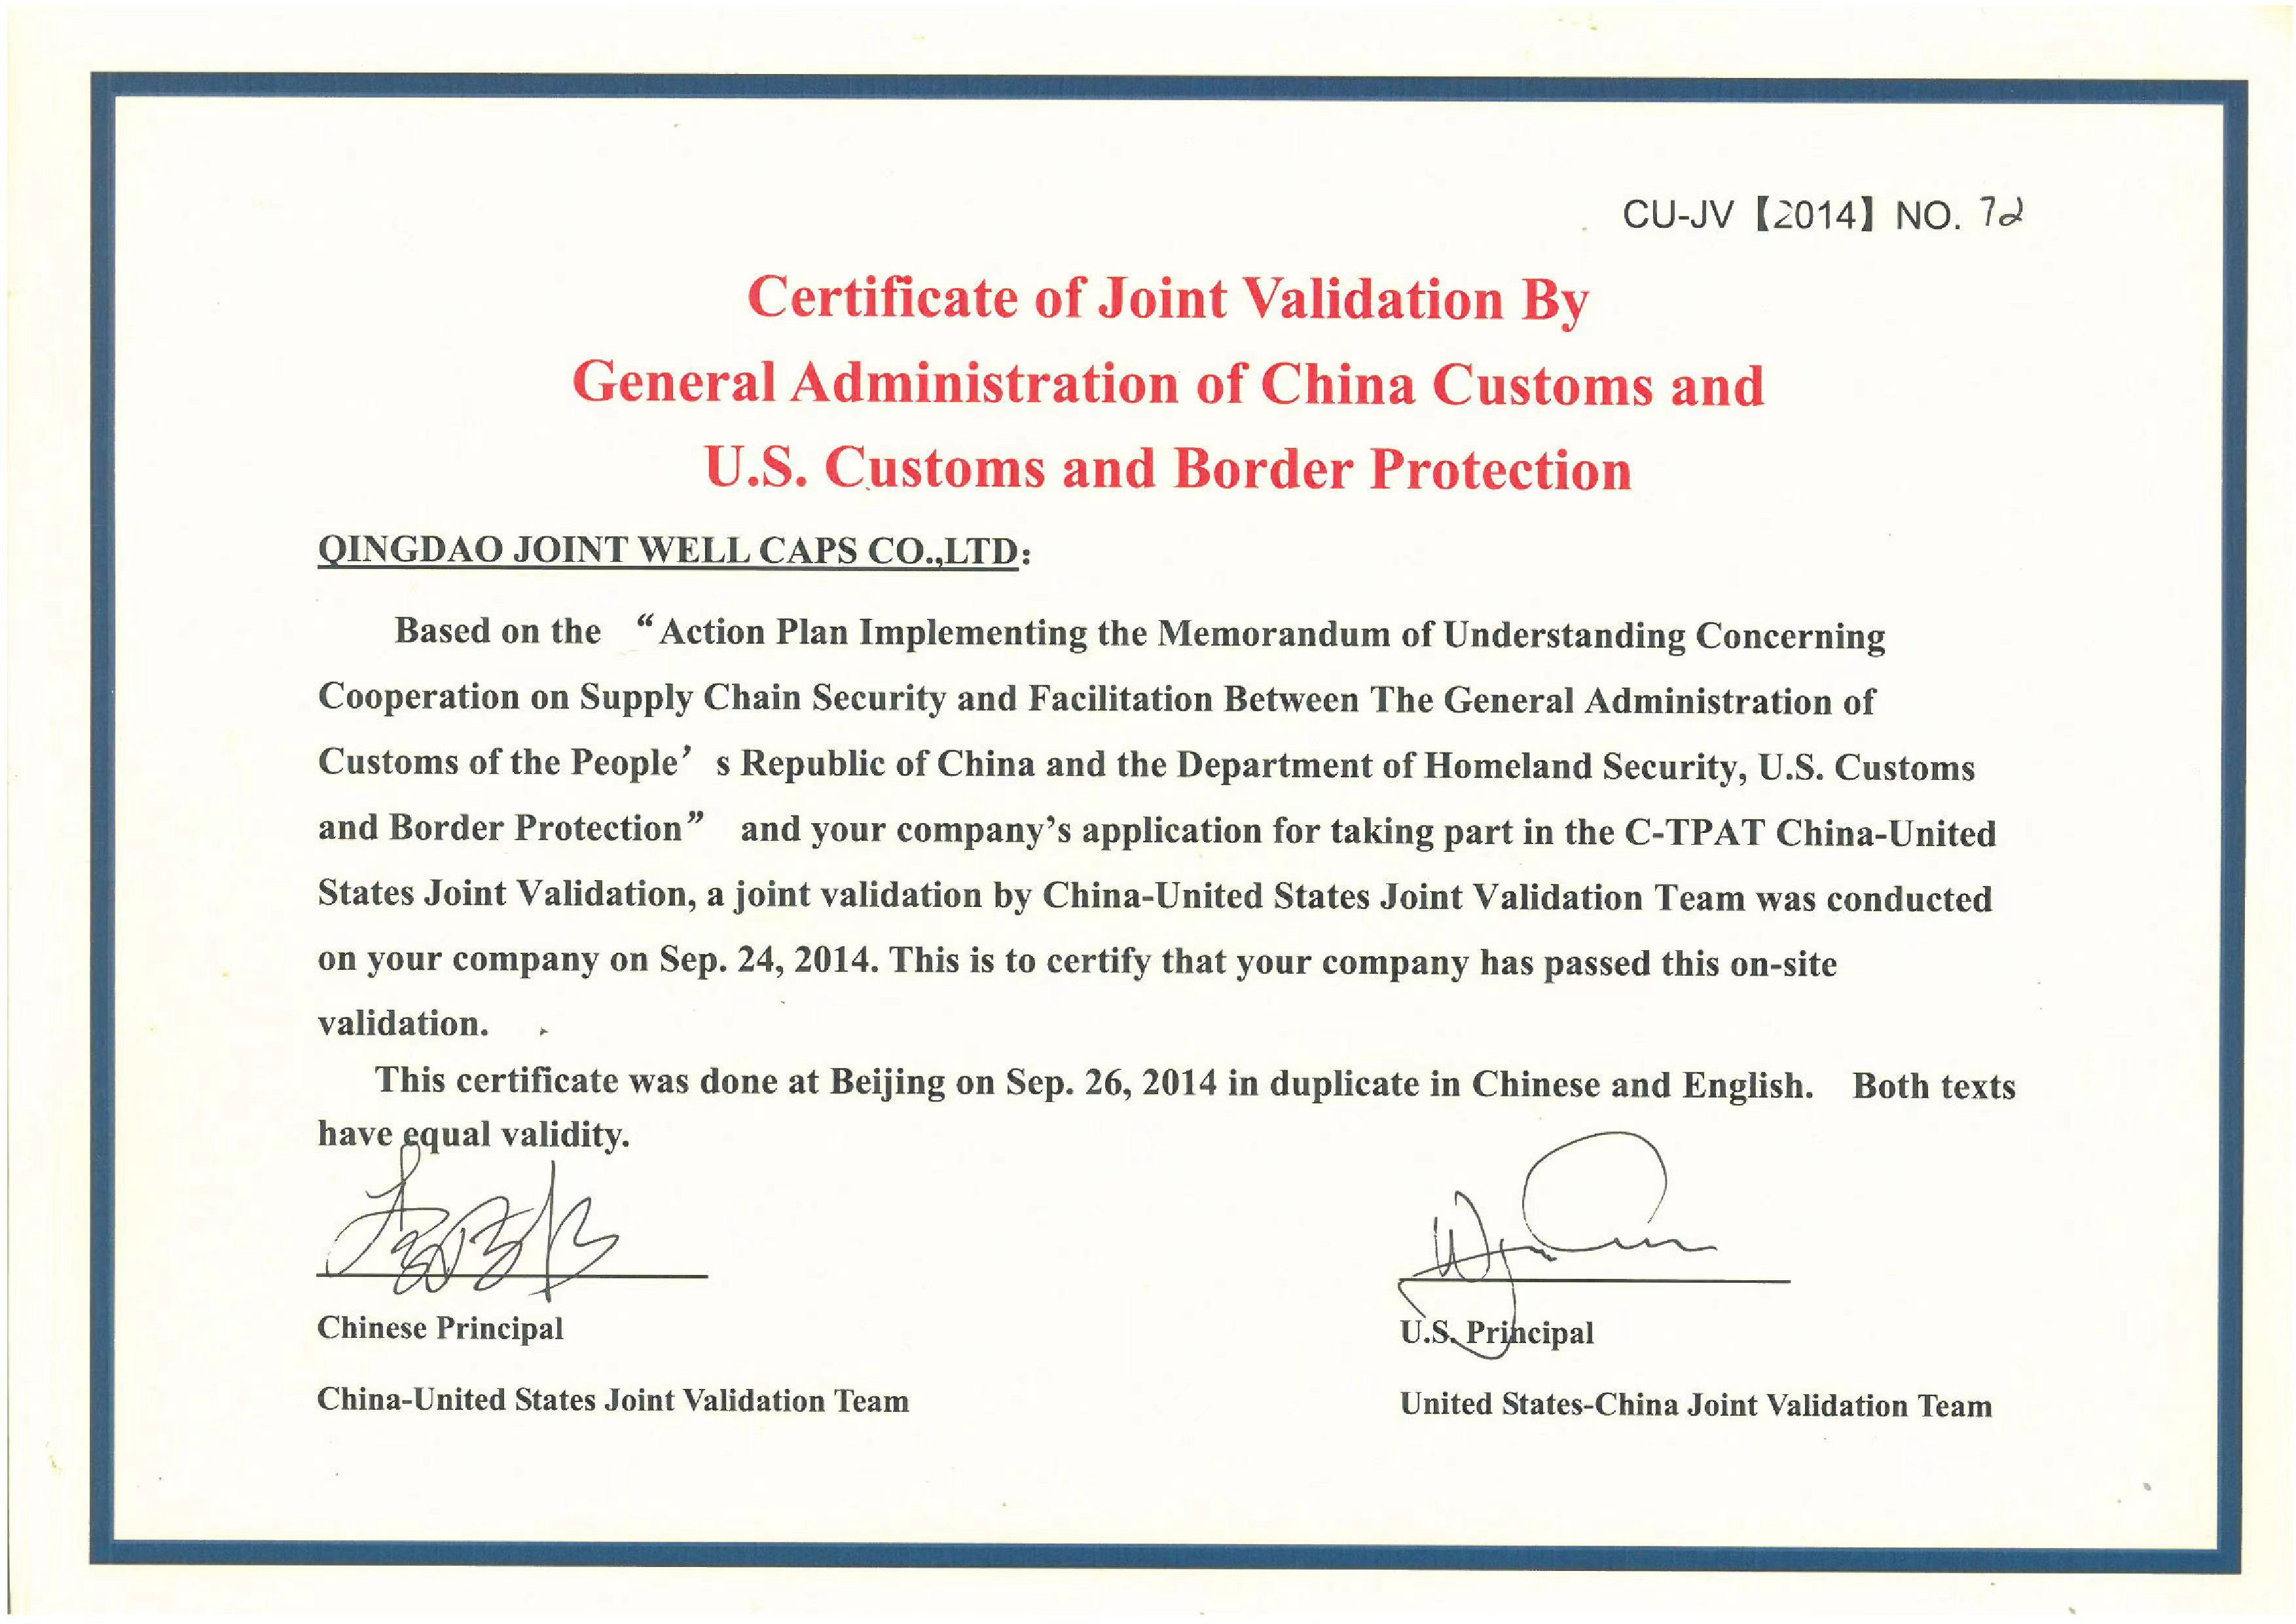 CU-JV【2014】NO. 72
Certificate of Joint Validation By
General Administration of China Customs and
U.S. Customs and Border Protection
QINGDAO JOINT WELL CAPS CO.,LTD:
Based on the “Action Plan Implementing the Memorandum of Understanding Concerning
Cooperation on Supply Chain Security and Facilitation Between The General Administration of
Customs of the People’ s Republic of China and the Department of Homeland Security, U.S. Customs
and Border Protection” and your company’s application for taking part in the C-TPAT China-United
States Joint Validation, a joint validation by China-United States Joint Validation Team was conducted
on your company on Sep. 24, 2014. This is to certify that your company has passed this on-site
validation.
This certificate was done at Beijing on Sep. 26, 2014 in duplicate in Chinese and English. Both texts
have equal validity.
Chinese Principal
U.S. Principal
China-United States Joint Validation Team
United States-China Joint Validation Team